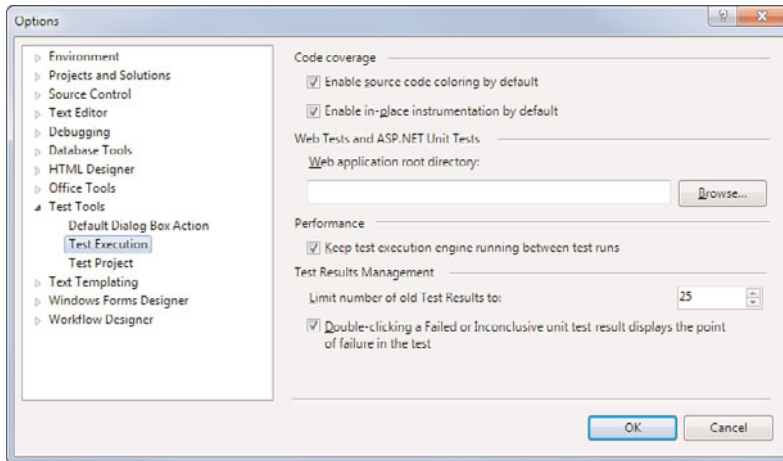 Options
Environment
Projects and Solutions
Source Control
Text Editor
Debugging
Database Tools
HTML Designer
Office Tools
Test Tools
Default Dialog Box Action
Test Execution
Test Project
Text Templating
Windows Forms Designer
Workflow Designer
Code coverage
Enable source code coloring by default
Enable in-place instrumentation by default
Web Tests and ASP.NET Unit Tests
Web application root directory:
Browse...
Performance
Keep test execution engine running between test runs
Test Results Management
Limit number of old Test Results to: 25
Double-clicking a Failed or Inconclusive unit test result displays the point
of failure in the test
OK Cancel